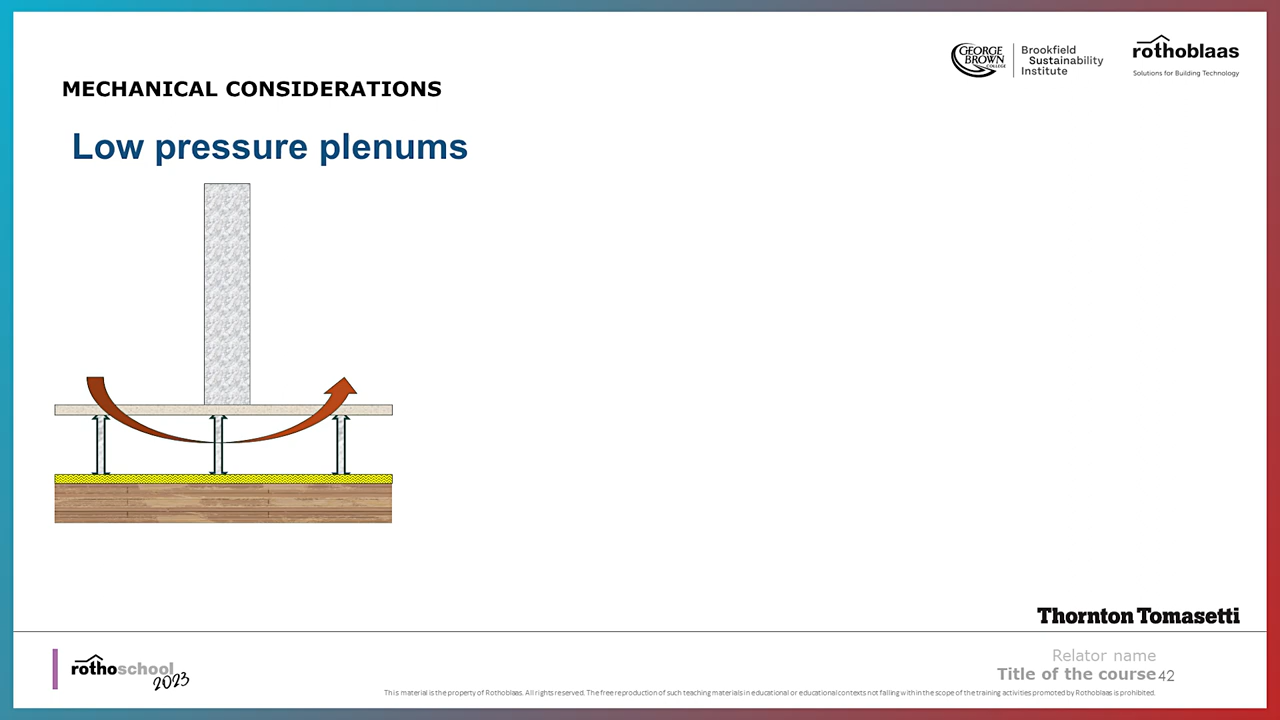 GEORGE
BROWN
COLLEGE
Brookfield
Sustainability
Institute
rothoblaas
Solutions for Building Technology
MECHANICAL CONSIDERATIONS
Low pressure plenums
Thornton Tomasetti
rothoschool
2023
Relator name
Title of the course 42
This material is the property of Rothoblaas. All rights reserved. The free reproduction of such teaching materials in educational or educational contexts not falling within the scope of the training activities promoted by Rothoblaas is prohibited.